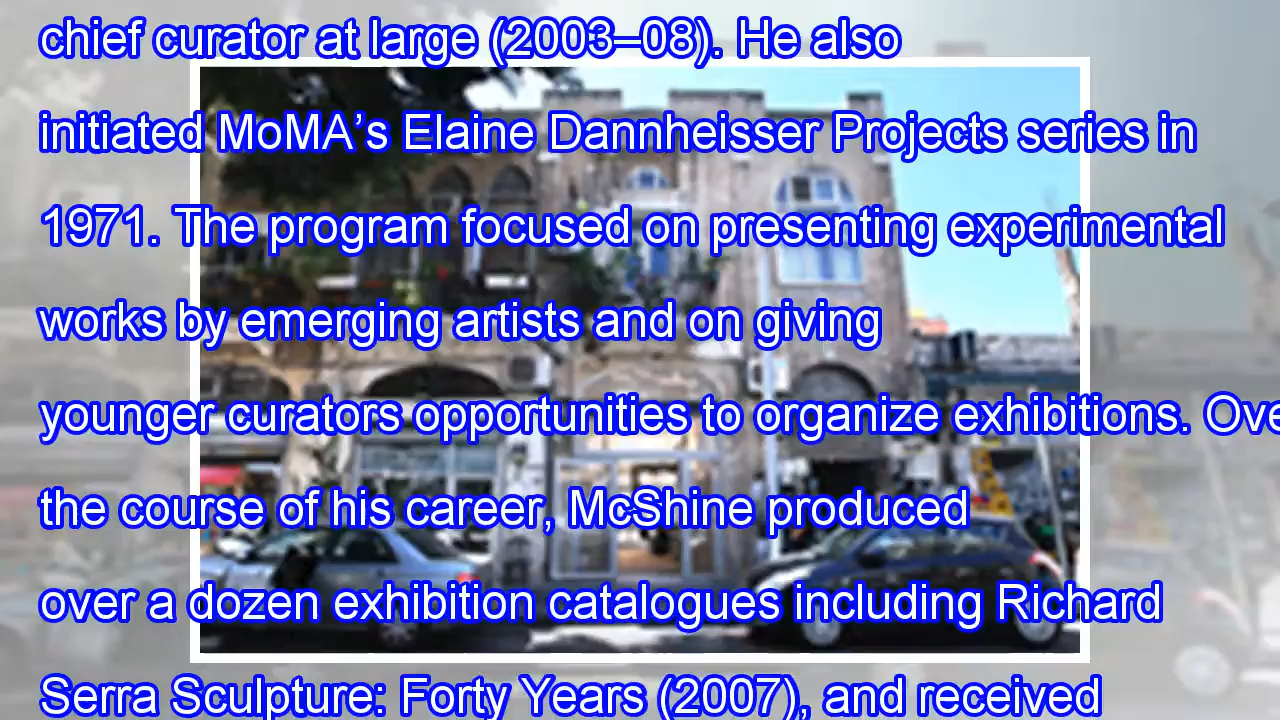 chief curator at large (2003–08). He also
initiated MoMA’s Elaine Dannheisser Projects series in
1971. The program focused on presenting experimental
works by emerging artists and on giving
younger curators opportunities to organize exhibitions. Ove
the course of his career, McShine produced
over a dozen exhibition catalogues including Richard
Serra Sculpture: Forty Years (2007), and received